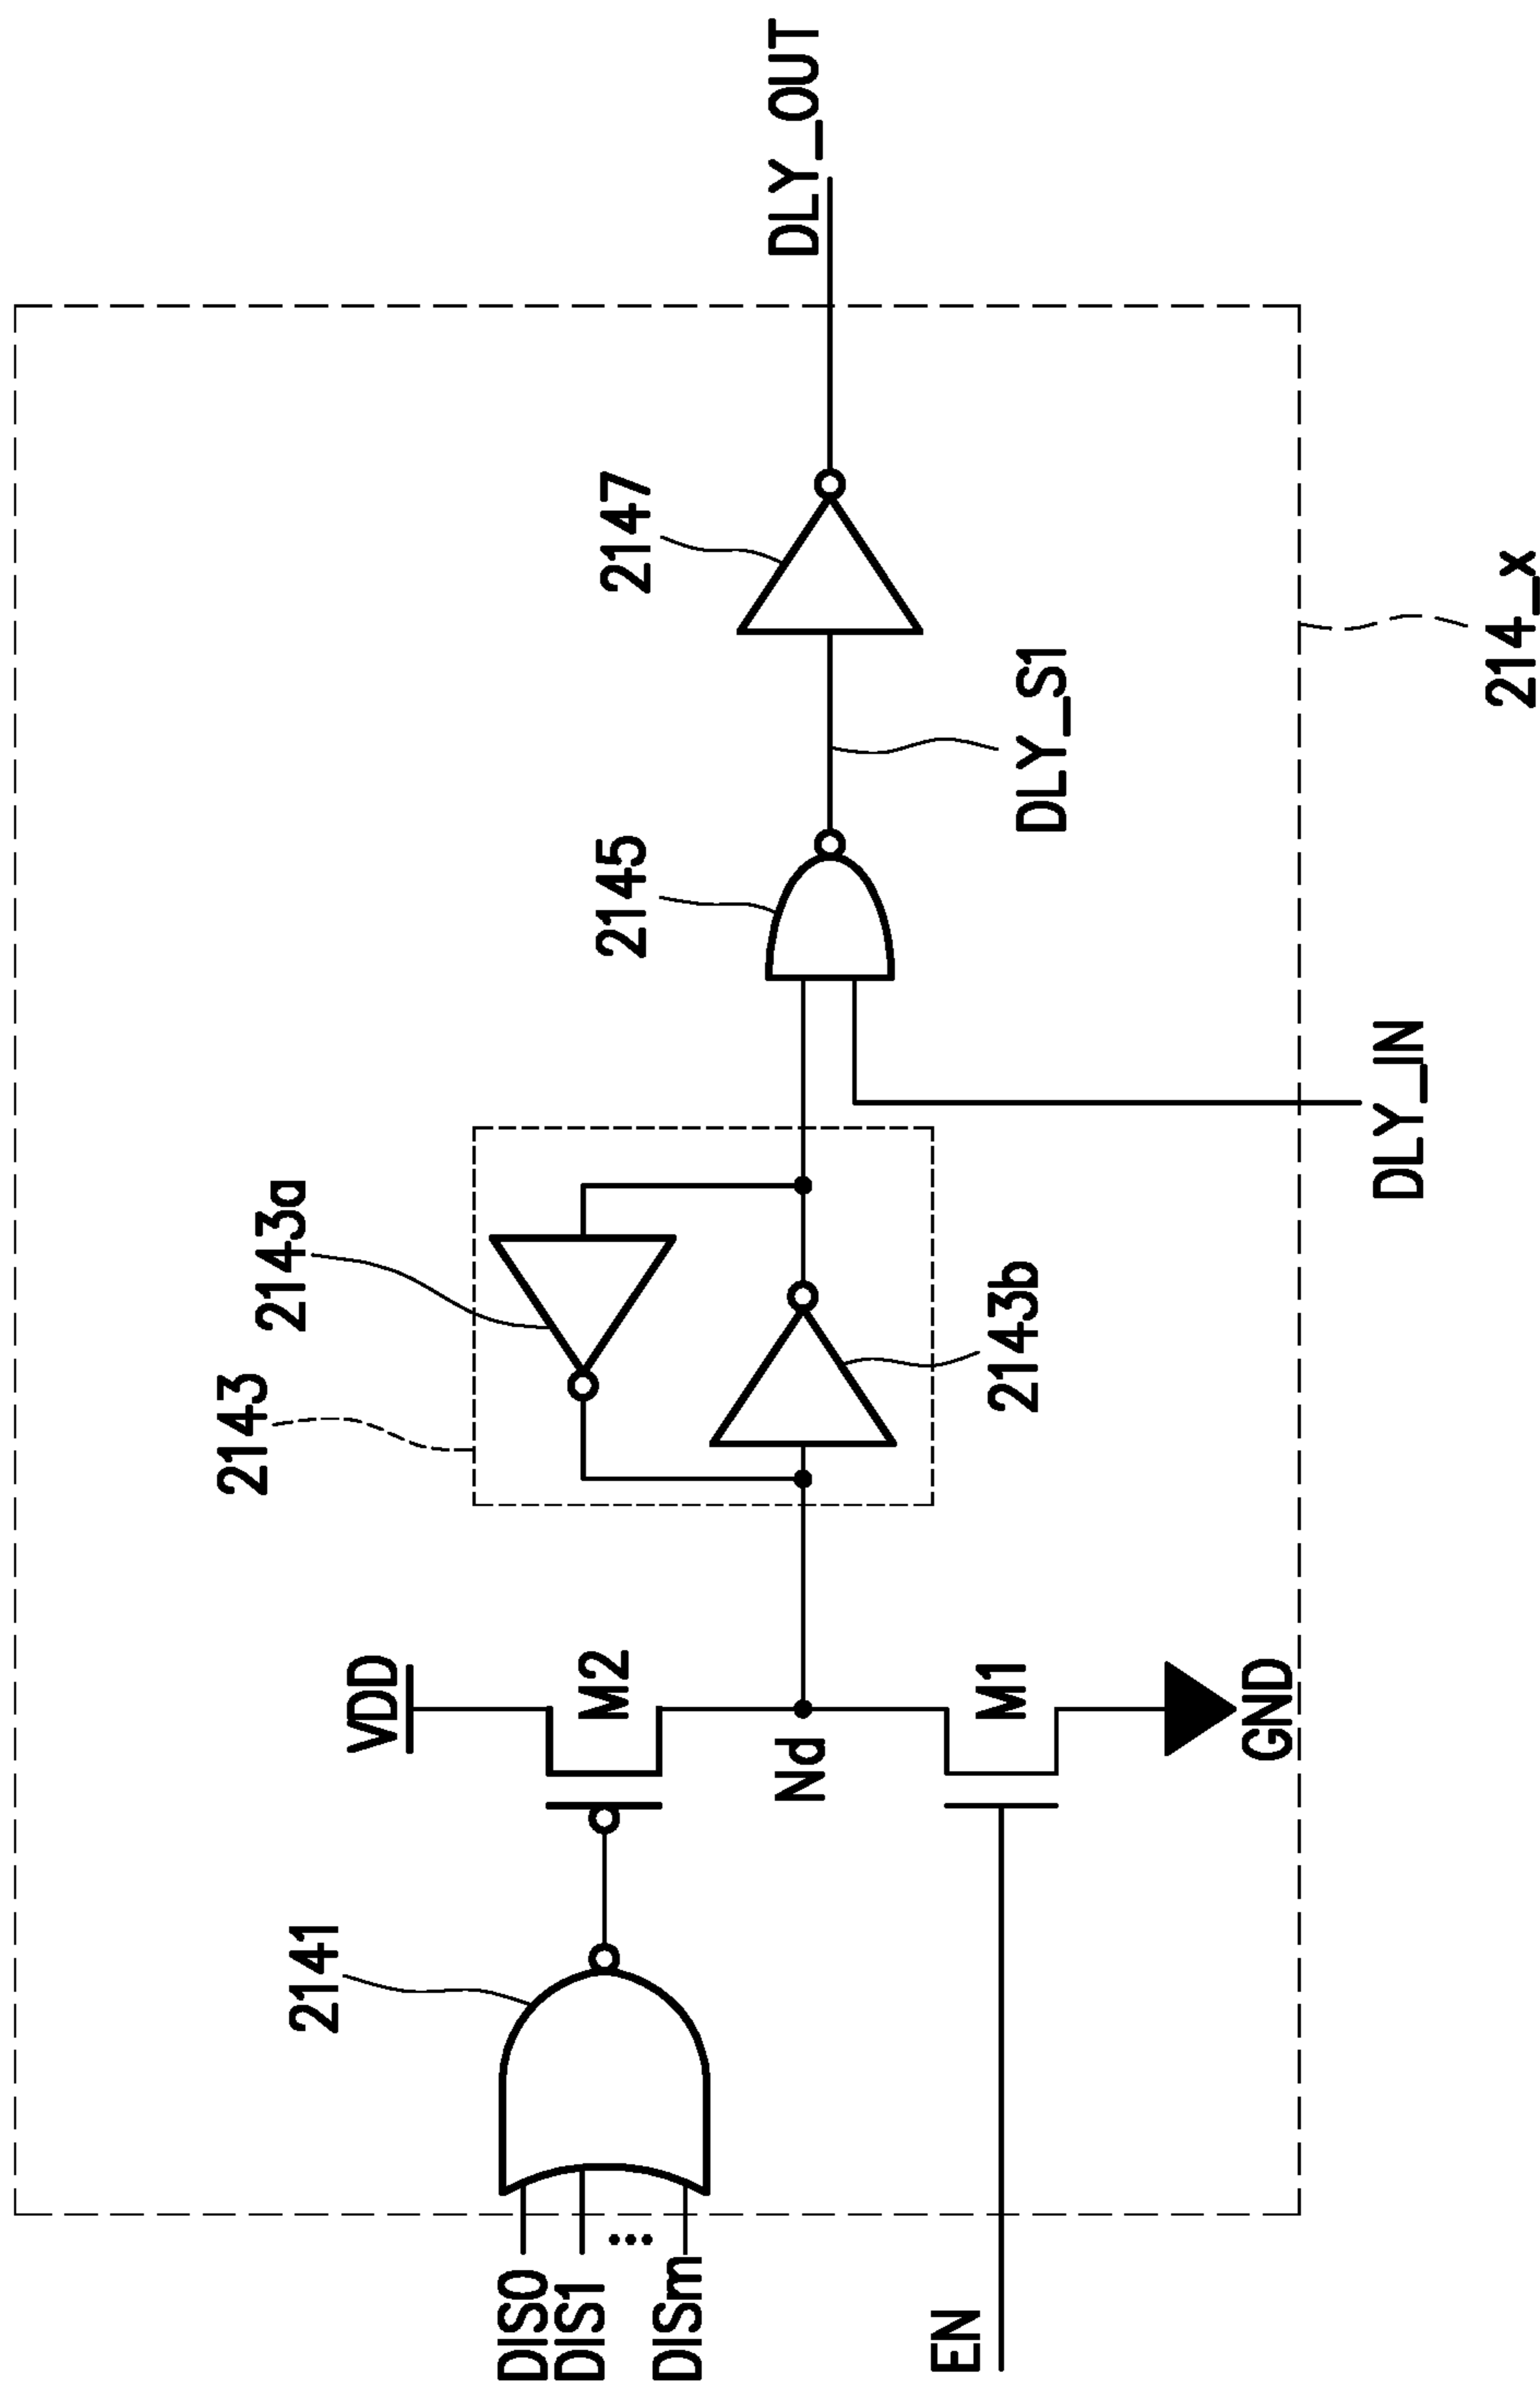 DIS0
DIS1
DISm
EN
2141
VDD
M2
Nd
M1
GND
2143
2143a
2143b
DLY_IN
2145
DLY_S1
2147
DLY_OUT
214_x